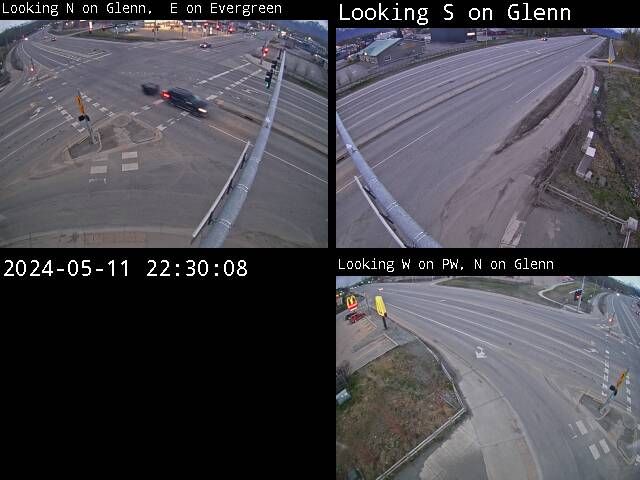 Looking N on Glenn,  E on Evergreen
Looking S on Glenn
2024-05-11 22:30:08
Looking W on PW, N on Glenn